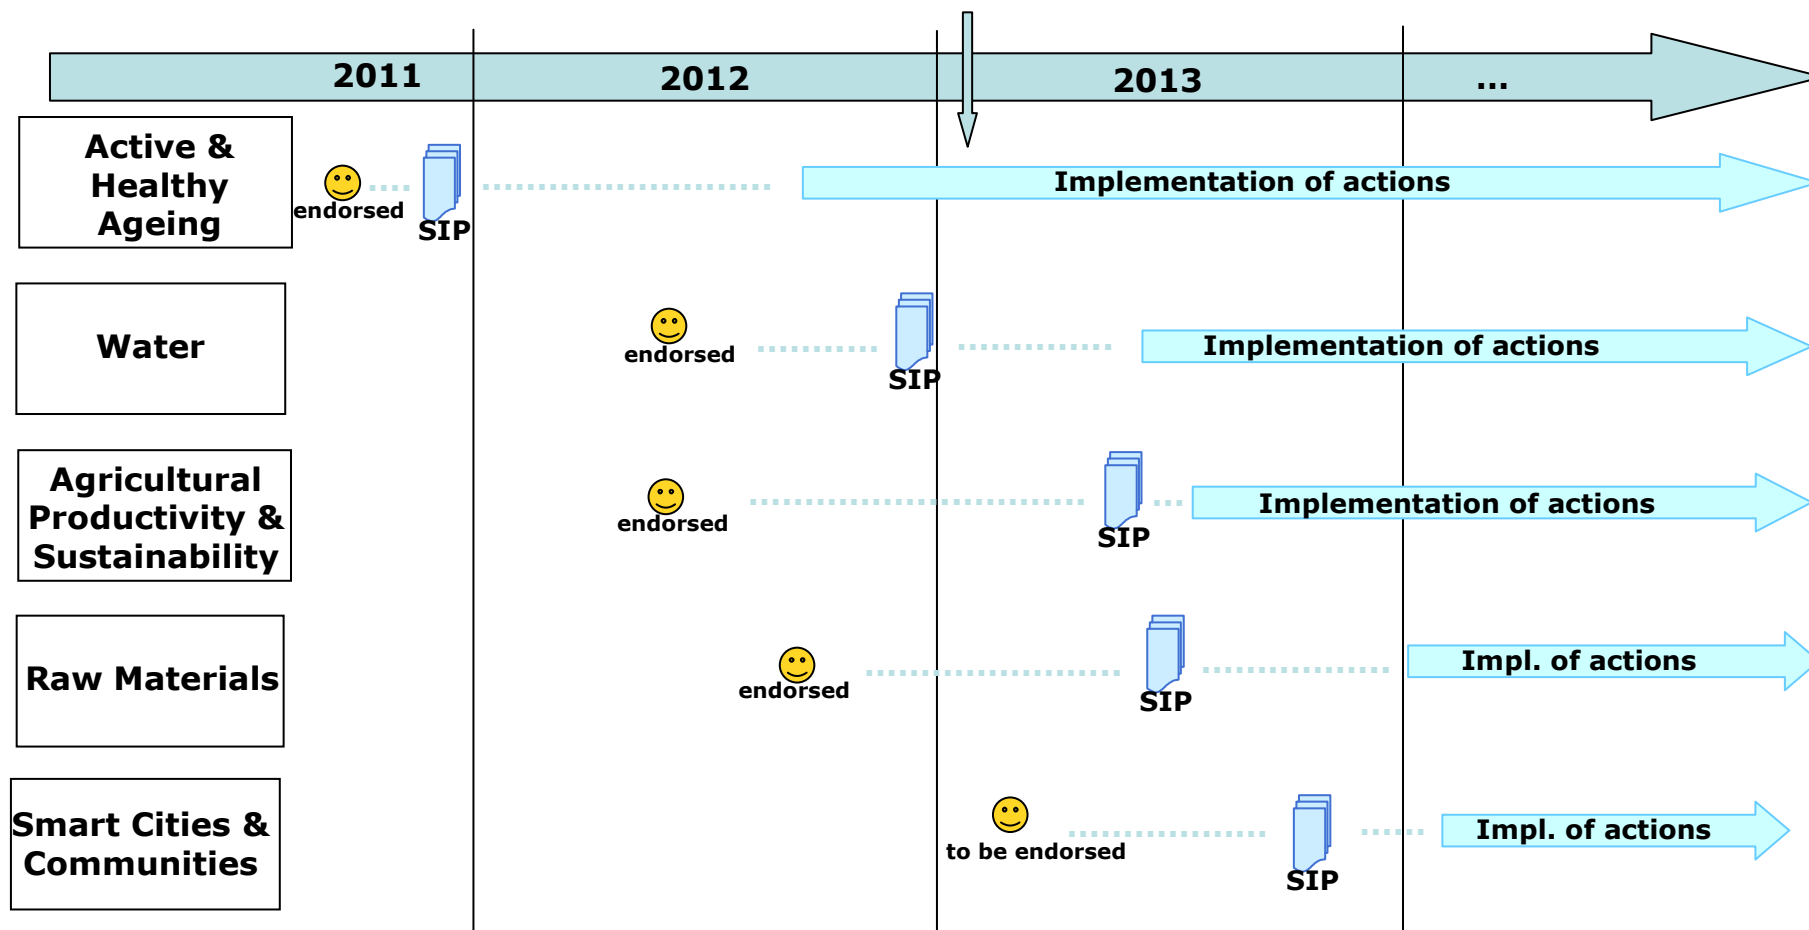 2011
2012
2013
...
Active &
Healthy
Ageing
endorsed
SIP
Implementation of actions
Water
endorsed
SIP
Implementation of actions
Agricultural
Productivity &
Sustainability
endorsed
SIP
Implementation of actions
Raw Materials
endorsed
SIP
Impl. of actions
Smart Cities &
Communities
to be endorsed
SIP
Impl. of actions